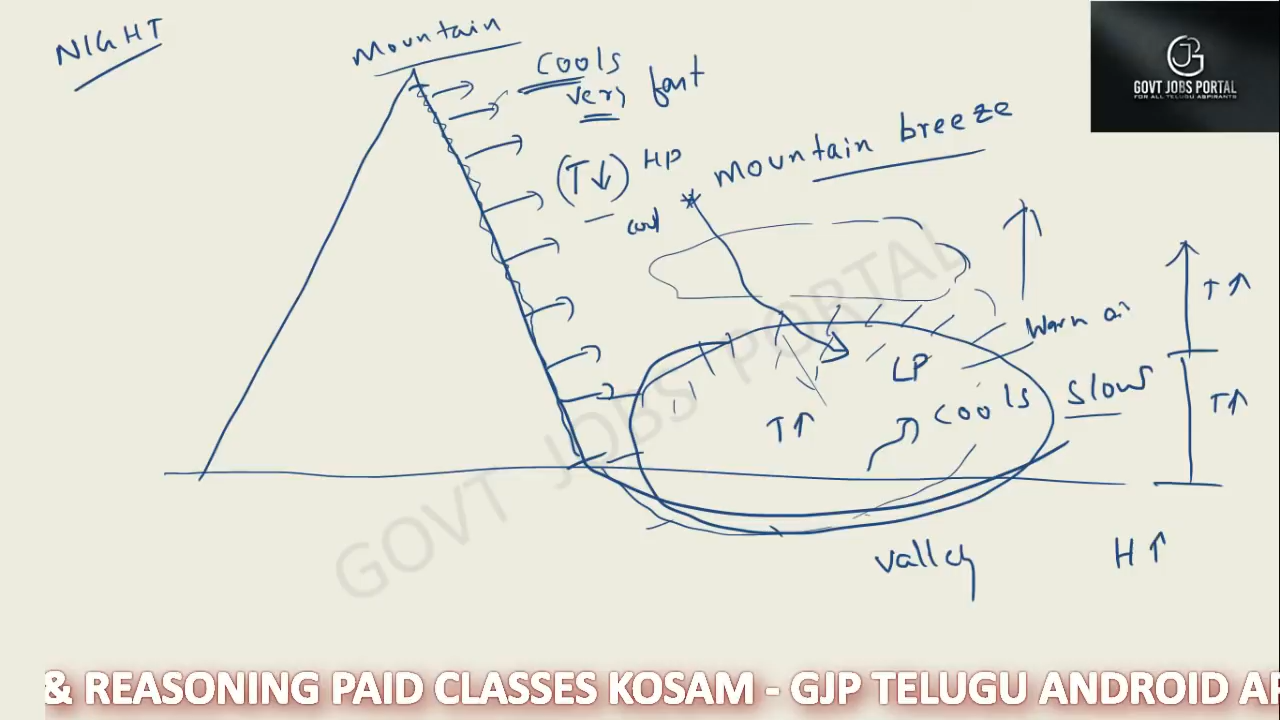 NIGHT
Mountain
Cools
very fast
(T↓) HP
cool
* mountain breeze
T↑
Warm air
LP
T↑
Cools Slow
T↑
valley
H↑
GOVT JOBS PORTAL
GOVT JOBS PORTAL
FOR ALL TELUGU ASPIRANTS
& REASONING PAID CLASSES KOSAM - GJP TELUGU ANDROID AP